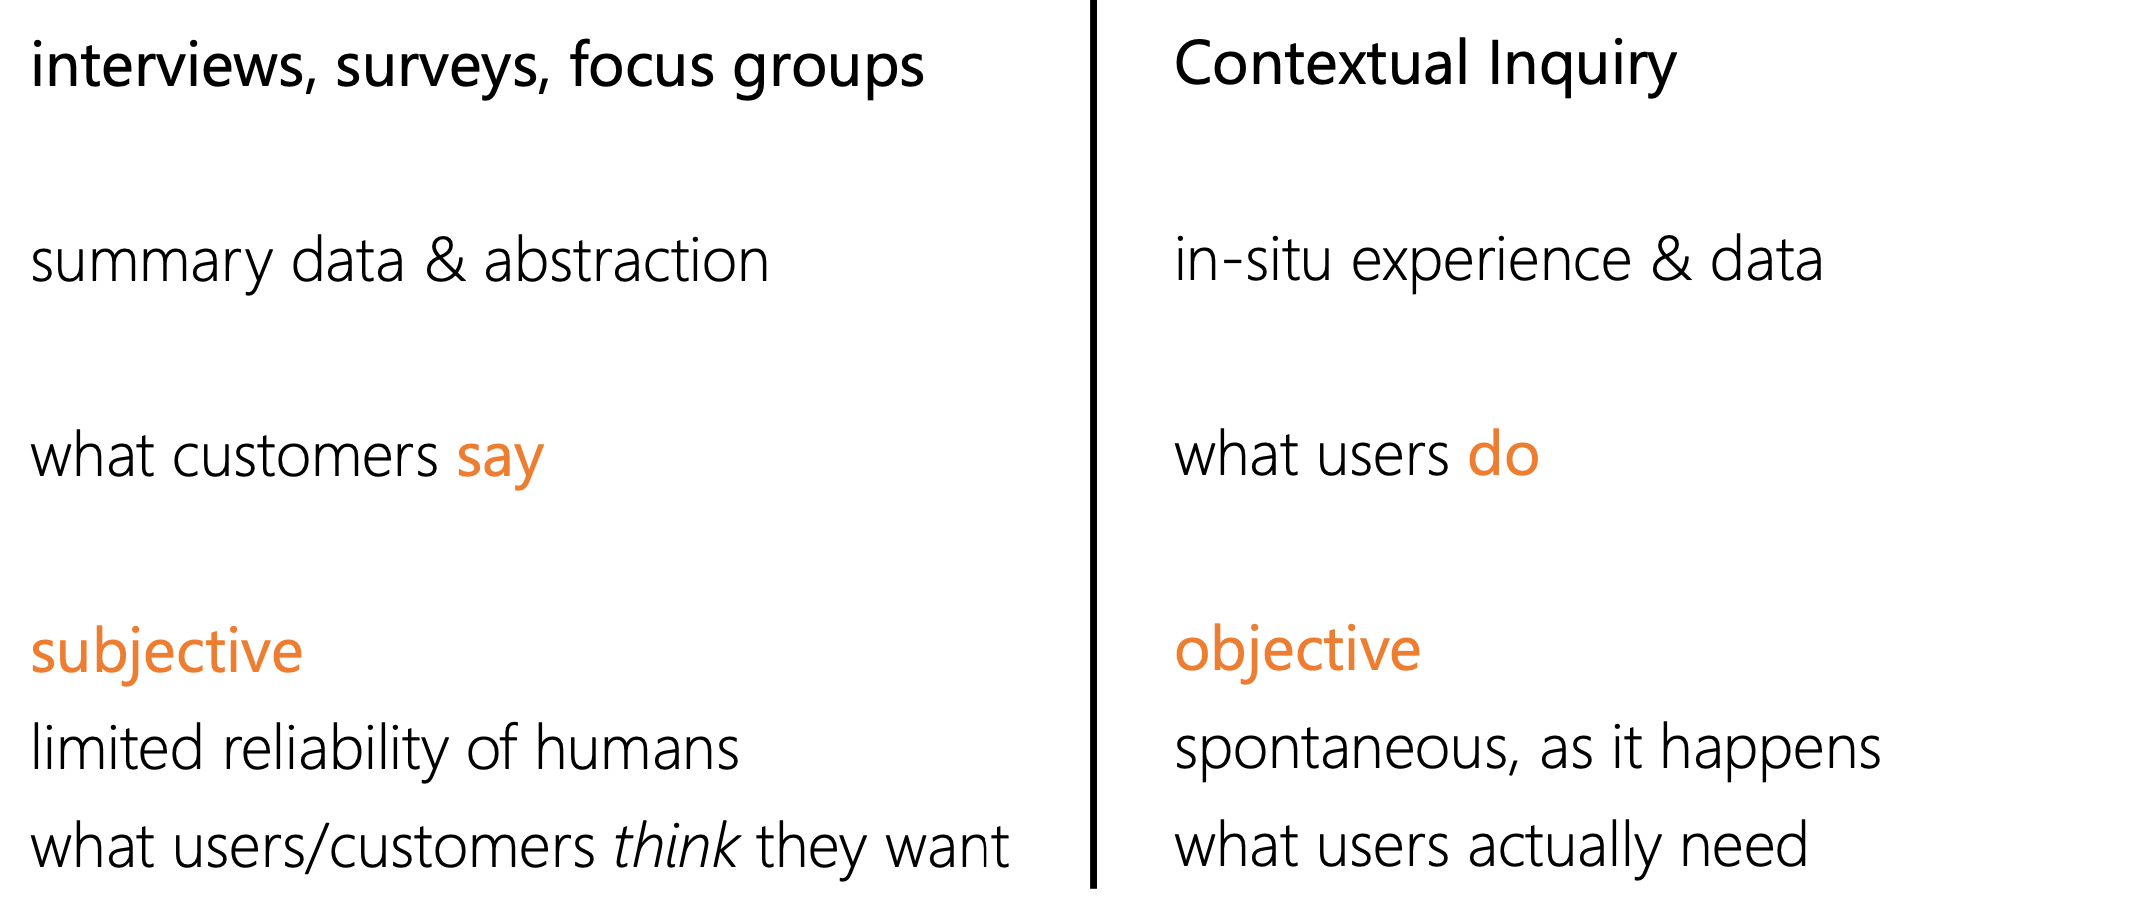 interviews, surveys, focus groups
summary data & abstraction
what customers say
subjective
limited reliability of humans
what users/customers think they want
Contextual Inquiry
in-situ experience & data
what users do
objective
spontaneous, as it happens
what users actually need